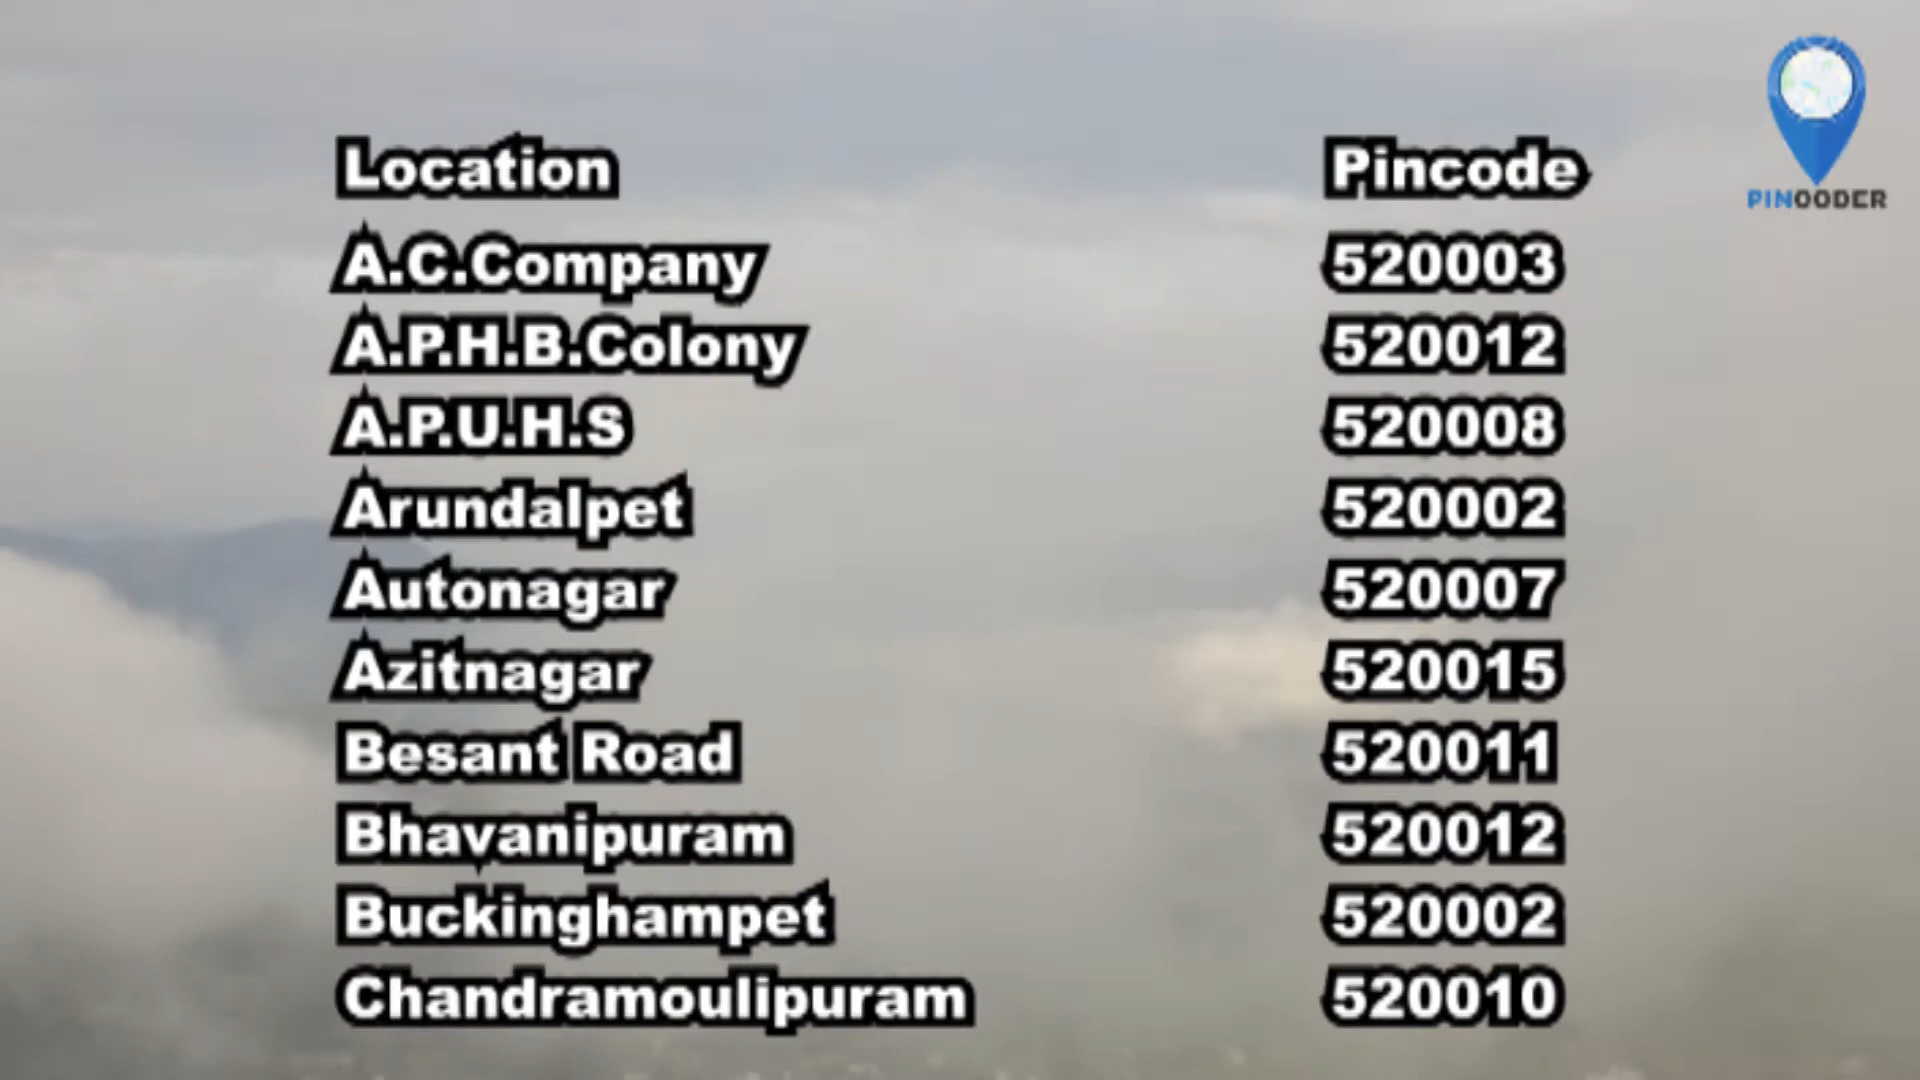 Location Pincode
A.C.Company 520003
A.P.H.B.Colony 520012
A.P.U.H.S 520008
Arundalpet 520002
Autonagar 520007
Azitnagar 520015
Besant Road 520011
Bhavanipuram 520012
Buckinghampet 520002
Chandramoulipuram 520010
PINOODER